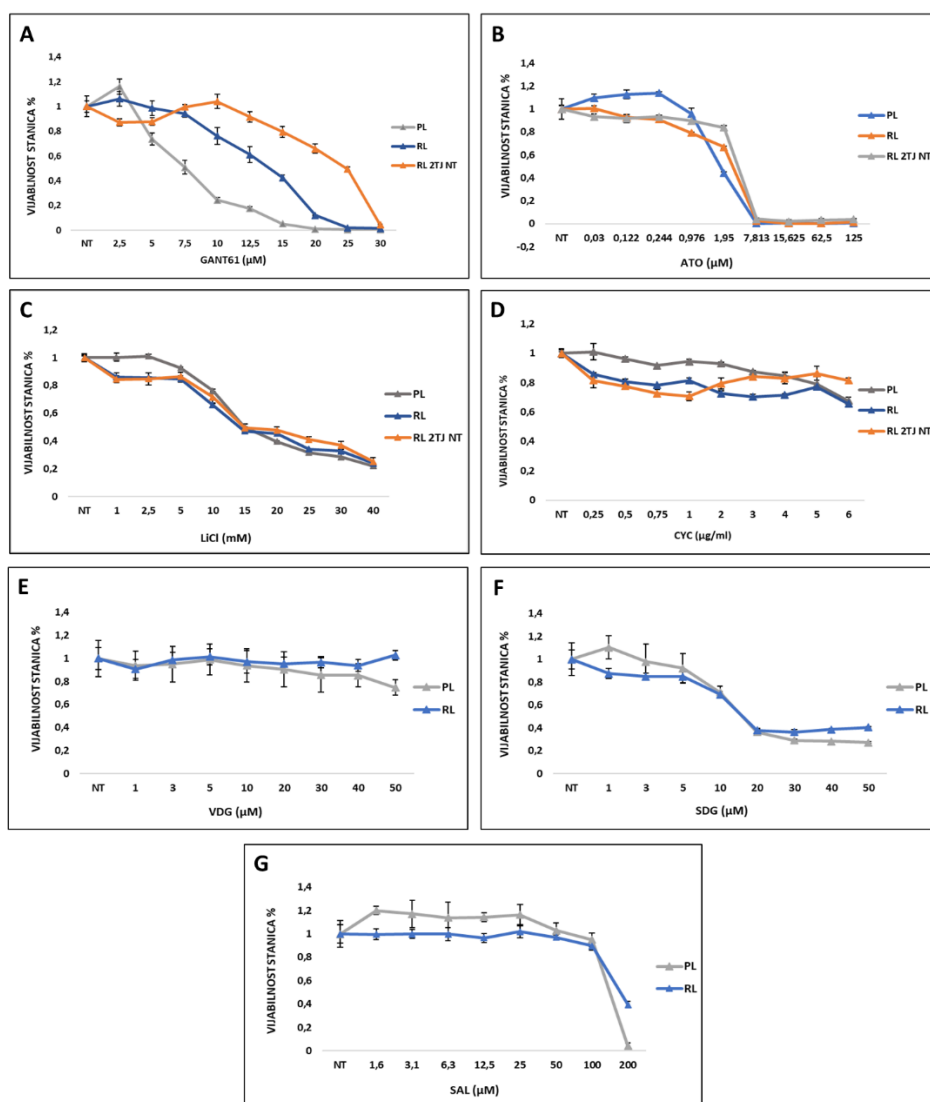 A
VIJABILNOST STANICA %
1,4
1,2
1
0,8
0,6
0,4
0,2
0
NT 2,5 5 7,5 10 12,5 15 20 25 30
GANT61 (µM)
PL
RL
RL 2TJ NT
B
VIJABILNOST STANICA %
1,4
1,2
1
0,8
0,6
0,4
0,2
0
-0,2
NT 0,03 0,122 0,244 0,976 1,95 7,813 15,625 62,5 125
ATO (µM)
PL
RL
RL 2TJ NT
C
VIJABILNOST STANICA %
1,2
1
0,8
0,6
0,4
0,2
0
NT 1 2,5 5 10 15 20 25 30 40
LiCl (mM)
PL
RL
RL 2TJ NT
D
VIJABILNOST STANICA %
1,2
1
0,8
0,6
0,4
0,2
0
NT 0,25 0,5 0,75 1 2 3 4 5 6
CYC (µg/ml)
PL
RL
RL 2TJ NT
E
VIJABILNOST STANICA %
1,4
1,2
1
0,8
0,6
0,4
0,2
0
NT 1 3 5 10 20 30 40 50
VDG (µM)
PL
RL
F
VIJABILNOST STANICA %
1,4
1,2
1
0,8
0,6
0,4
0,2
0
NT 1 3 5 10 20 30 40 50
SDG (µM)
PL
RL
G
VIJABILNOST STANICA %
1,4
1,2
1
0,8
0,6
0,4
0,2
0
NT 1,6 3,1 6,3 12,5 25 50 100 200
SAL (µM)
PL
RL